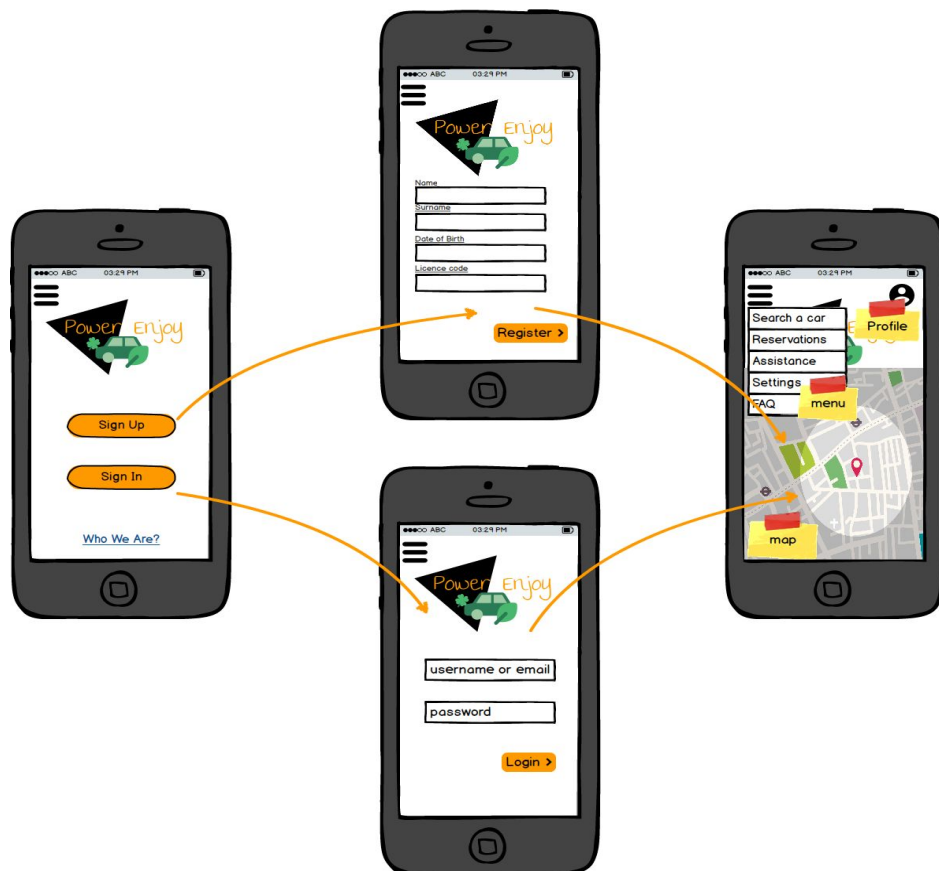 ABC 03:29 PM
Power Enjoy
Sign Up
Sign In
Who We Are?
ABC 03:29 PM
Power Enjoy
Name
Surname
Date of Birth
Licence code
Register >
ABC 03:29 PM
Power Enjoy
username or email
password
Login >
ABC 03:29 PM
Search a car
Profile
Reservations
Assistance
Settings
menu
FAQ
map